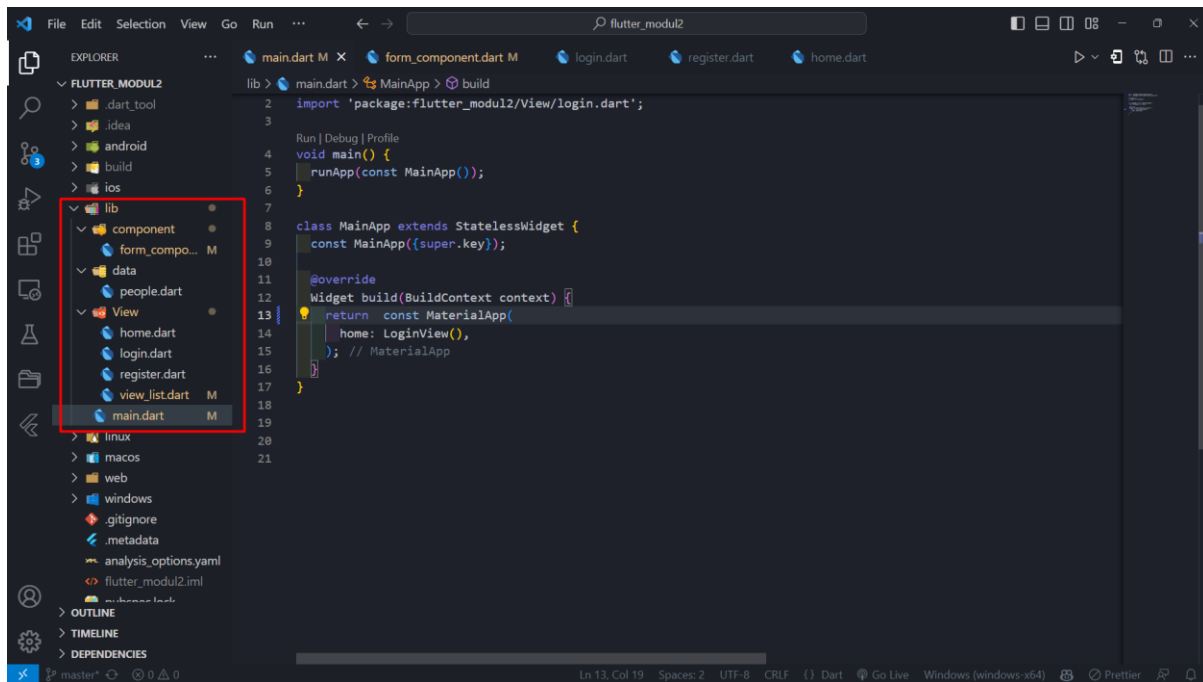 File Edit Selection View Go Run ··· flutter_modul2
EXPLORER ···
FLUTTER_MODUL2
.dart_tool
.idea
android
build
ios
lib
component
form_compo... M
data
people.dart
View
home.dart
login.dart
register.dart
view_list.dart M
main.dart M
linux
macos
web
windows
.gitignore
.metadata
analysis_options.yaml
flutter_modul2.iml
pubspec.lock
OUTLINE
TIMELINE
DEPENDENCIES
main.dart M form_component.dart M login.dart register.dart home.dart
lib > main.dart > MainApp > build
2 import 'package:flutter_modul2/View/login.dart';
3
Run | Debug | Profile
4 void main() {
5 runApp(const MainApp());
6 }
7
8 class MainApp extends StatelessWidget {
9 const MainApp({super.key});
10
11 @override
12 Widget build(BuildContext context) {
13 return  const MaterialApp(
14 home: LoginView(),
15 ); // MaterialApp
16 }
17 }
18
19
20
21
3
master* 0 0 Ln 13, Col 19 Spaces: 2 UTF-8 CRLF {} Dart Go Live Windows (windows-x64) Prettier